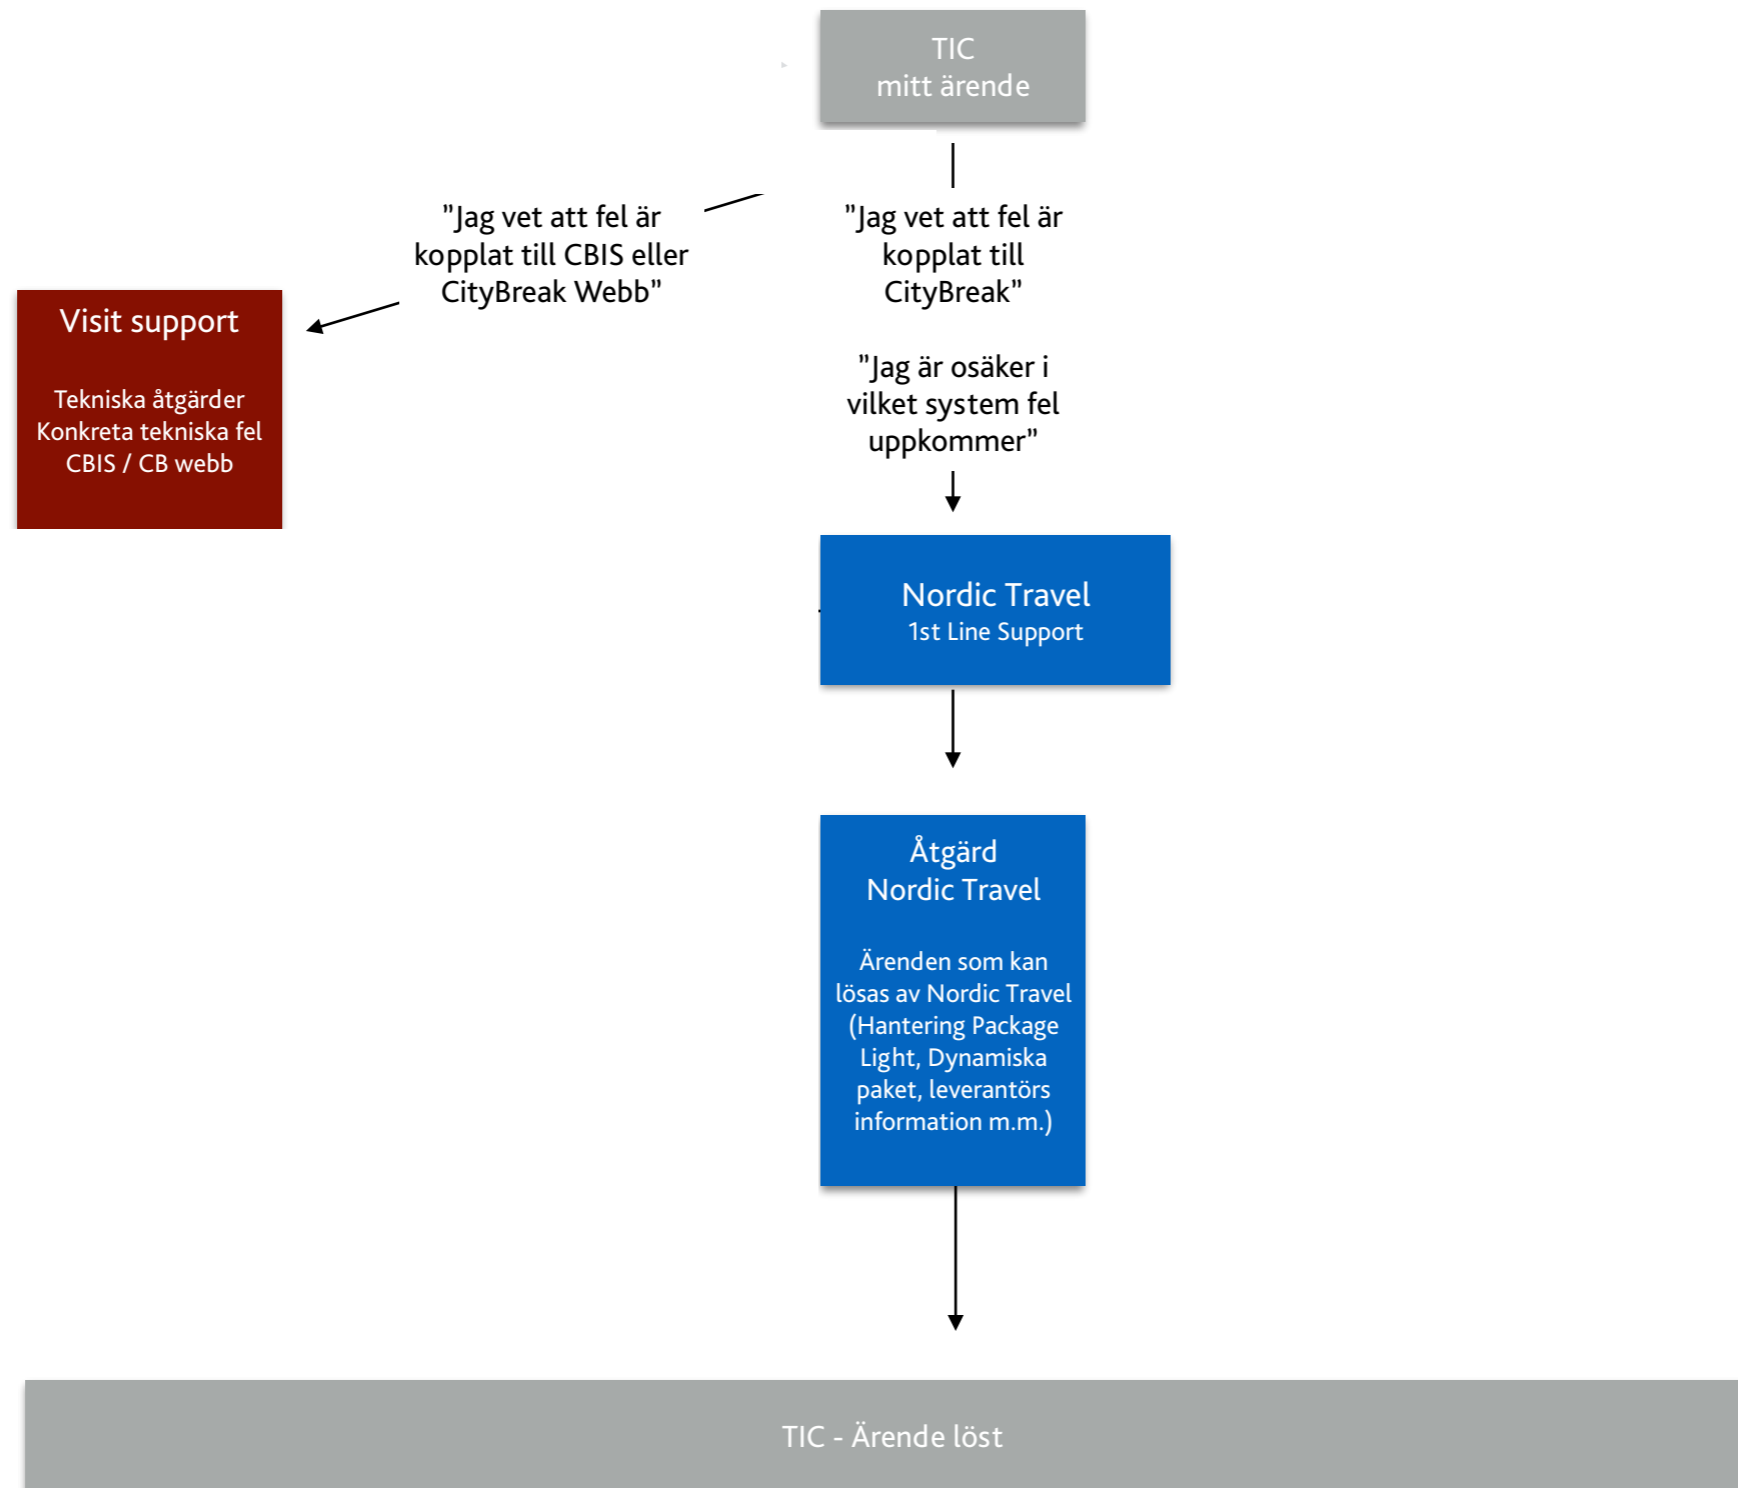 TIC
mitt ärende
”Jag vet att fel är
kopplat till CBIS eller
CityBreak Webb”
”Jag vet att fel är
kopplat till
CityBreak”
”Jag är osäker i
vilket system fel
uppkommer”
Visit support
Tekniska åtgärder
Konkreta tekniska fel
CBIS / CB webb
Nordic Travel
1st Line Support
Åtgärd
Nordic Travel
Ärenden som kan
lösas av Nordic Travel
(Hantering Package
Light, Dynamiska
paket, leverantörs
information m.m.)
TIC - Ärende löst